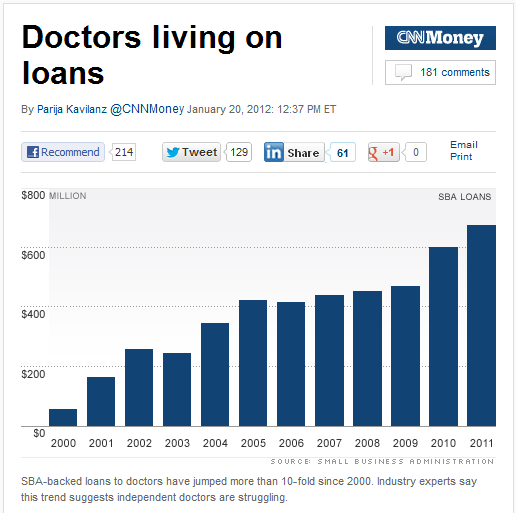 Doctors living on
loans
CNNMoney
181 comments
By Parija Kavilanz @CNNMoney January 20, 2012: 12:37 PM ET
Recommend 214 Tweet 129 in Share 61 g +1 0 Email
Print
$800 MILLION SBA LOANS
$600
$400
$200
$0
2000 2001 2002 2003 2004 2005 2006 2007 2008 2009 2010 2011
SOURCE: SMALL BUSINESS ADMINISTRATION
SBA-backed loans to doctors have jumped more than 10-fold since 2000. Industry experts say
this trend suggests independent doctors are struggling.